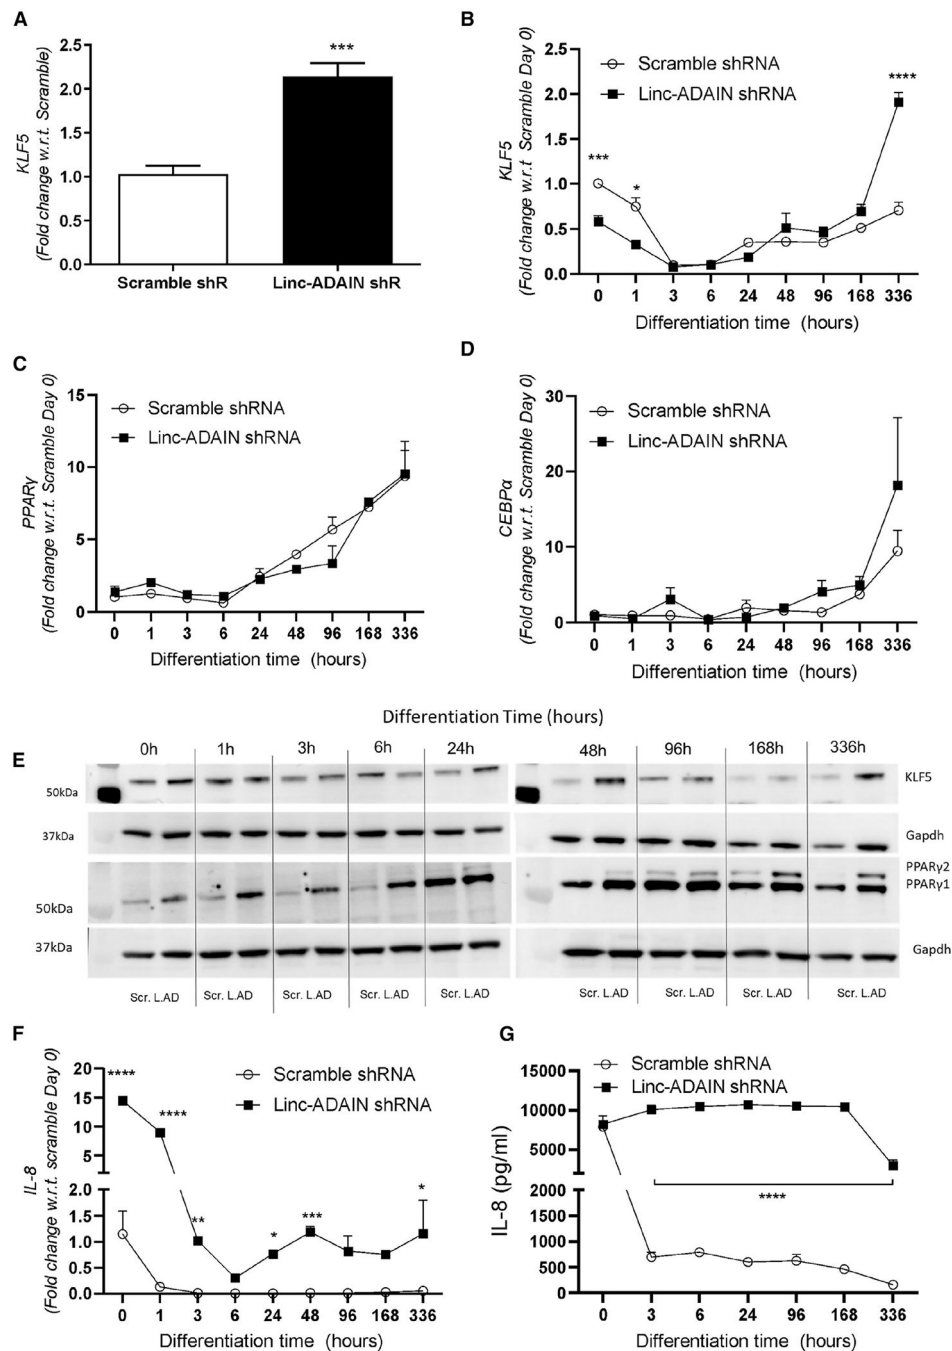 A
KLF5
(Fold change w.r.t. Scramble)
2.5
2.0
1.5
1.0
0.5
0.0
***
Scramble shR Linc-ADAIN shR
B
KLF5
(Fold change w.r.t Scramble Day 0)
2.5
2.0
1.5
1.0
0.5
0.0
Scramble shRNA
Linc-ADAIN shRNA
*** * ****
0 1 3 6 24 48 96 168 336
Differentiation time (hours)
C
PPARγ
(Fold change w.r.t. Scramble Day 0)
15
10
5
0
Scramble shRNA
Linc-ADAIN shRNA
0 1 3 6 24 48 96 168 336
Differentiation time (hours)
D
CEBPα
(Fold change w.r.t. Scramble Day 0)
30
20
10
0
Scramble shRNA
Linc-ADAIN shRNA
0 1 3 6 24 48 96 168 336
Differentiation time (hours)
Differentiation Time (hours)
E
0h 1h 3h 6h 24h 48h 96h 168h 336h
50kDa KLF5
37kDa Gapdh
PPARγ2
PPARγ1
50kDa
37kDa Gapdh
Scr. L.AD Scr. L.AD Scr. L.AD Scr. L.AD Scr. L.AD Scr. L.AD Scr. L.AD Scr. L.AD Scr. L.AD
F
IL-8
(Fold change w.r.t. scramble Day 0)
20
15
10
5
2.0
1.5
1.0
0.5
0.0
Scramble shRNA
Linc-ADAIN shRNA
**** **** ** * *** *
0 1 3 6 24 48 96 168 336
Differentiation time (hours)
G
IL-8 (pg/ml)
15000
10000
5000
2000
1500
1000
500
0
Scramble shRNA
Linc-ADAIN shRNA
****
0 3 6 24 96 168 336
Differentiation time (hours)